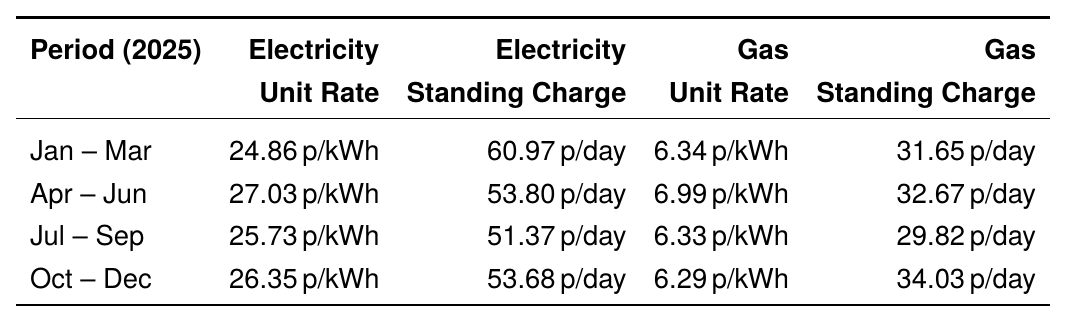 Period (2025) Electricity Electricity Gas Gas
Unit Rate Standing Charge Unit Rate Standing Charge
Jan – Mar 24.86 p/kWh 60.97 p/day 6.34 p/kWh 31.65 p/day
Apr – Jun 27.03 p/kWh 53.80 p/day 6.99 p/kWh 32.67 p/day
Jul – Sep 25.73 p/kWh 51.37 p/day 6.33 p/kWh 29.82 p/day
Oct – Dec 26.35 p/kWh 53.68 p/day 6.29 p/kWh 34.03 p/day